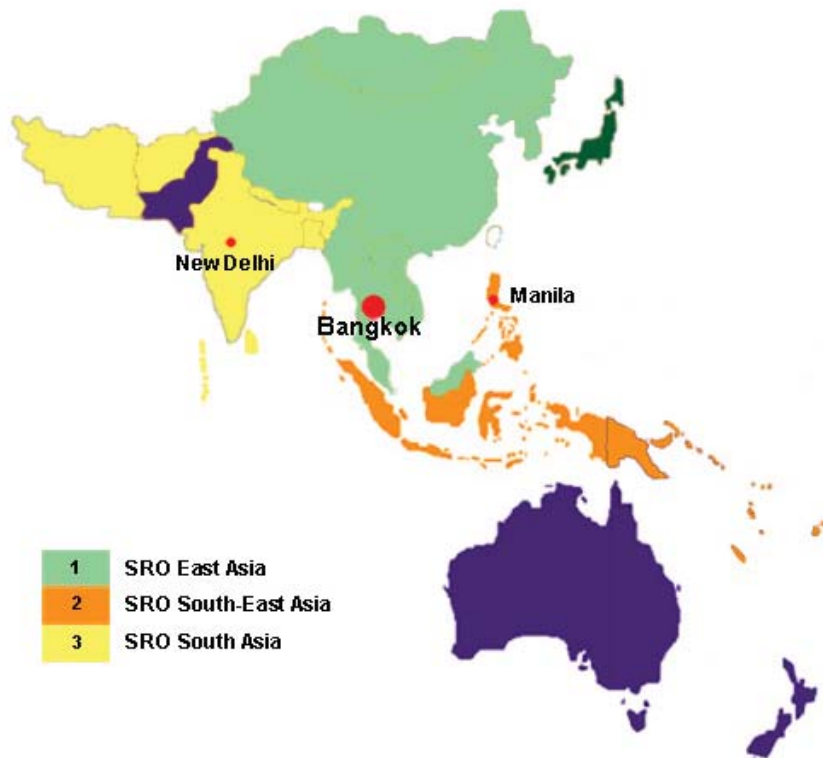 New Delhi
Manila
Bangkok
1 SRO East Asia
2 SRO South-East Asia
3 SRO South Asia